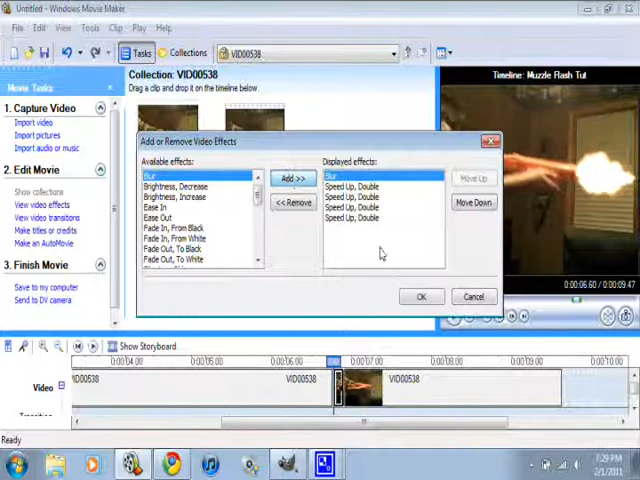 Untitled - Windows Movie Maker
File Edit View Tools Clip Play Help
Tasks Collections VID00538
Movie Tasks
1. Capture Video
Import video
Import pictures
Import audio or music
2. Edit Movie
Show collections
View video effects
View video transitions
Make titles or credits
Make an AutoMovie
3. Finish Movie
Save to my computer
Send to DV camera
Collection: VID00538
Drag a clip and drop it on the timeline below
Timeline: Muzzle Flash Tut
0:00:06.60 / 0:00:09.47
Add or Remove Video Effects
Available effects:
Blur
Brightness, Decrease
Brightness, Increase
Ease In
Ease Out
Fade In, From Black
Fade In, From White
Fade Out, To Black
Fade Out, To White
Add >>
<< Remove
Displayed effects:
Blur
Speed Up, Double
Speed Up, Double
Speed Up, Double
Speed Up, Double
Move Up
Move Down
OK
Cancel
Show Storyboard
0:00:04.00 0:00:05.00 0:00:06.00 0:00:07.00 0:00:08.00 0:00:09.00 0:00:10.00
Video
VID00538 VID00538 VID00538
Transition
Ready
7:29 PM
2/1/2011